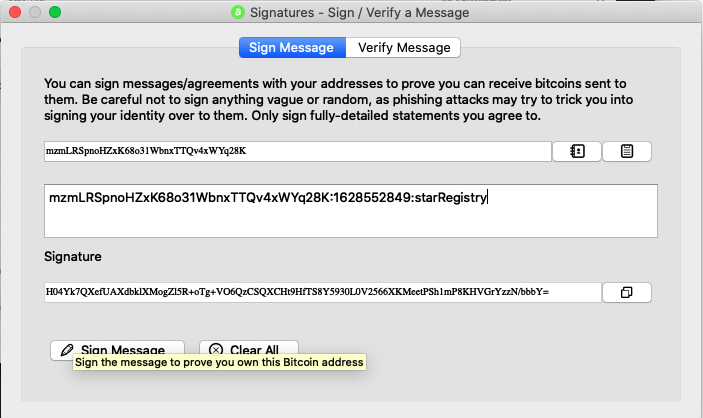 Signatures - Sign / Verify a Message
Sign Message Verify Message
You can sign messages/agreements with your addresses to prove you can receive bitcoins sent to
them. Be careful not to sign anything vague or random, as phishing attacks may try to trick you into
signing your identity over to them. Only sign fully-detailed statements you agree to.
mzmLRSpnoHZxK68o31WbnxTTQv4xWYq28K
mzmLRSpnoHZxK68o31WbnxTTQv4xWYq28K:1628552849:starRegistry
Signature
H04Yk7QXefUAXdbklXMogZl5R+oTg+VO6QzCSQXCHt9HfTS8Y5930L0V2566XKMeetPSh1mP8KHVGrYzzN/bbbY=
Sign Message Clear All
Sign the message to prove you own this Bitcoin address